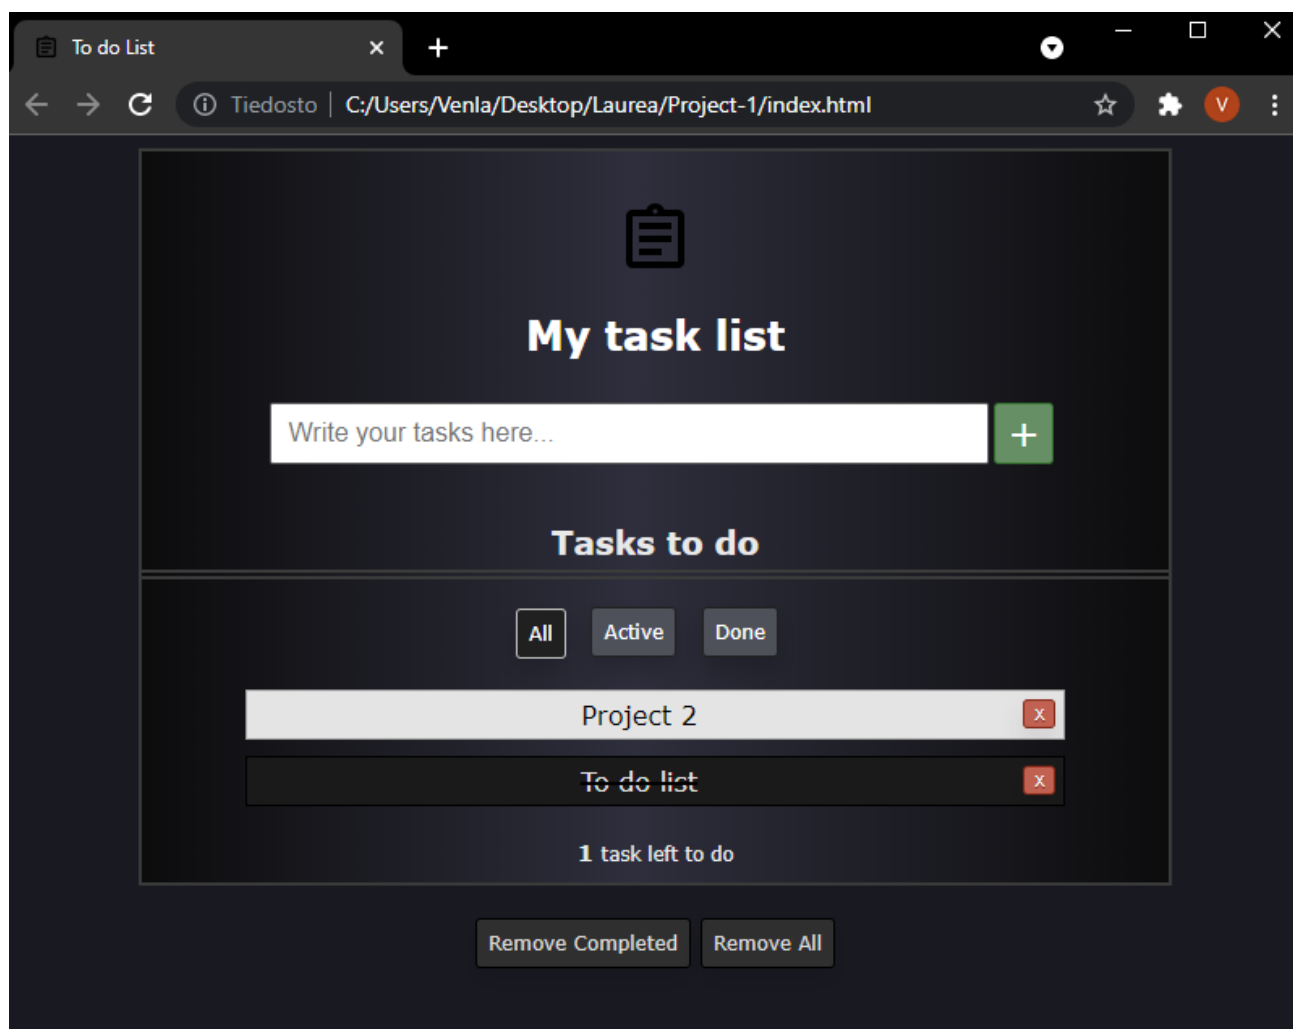 To do List
Tiedosto | C:/Users/Venla/Desktop/Laurea/Project-1/index.html V
My task list
Write your tasks here... +
Tasks to do
All Active Done
Project 2 x
To do list x
1 task left to do
Remove Completed Remove All